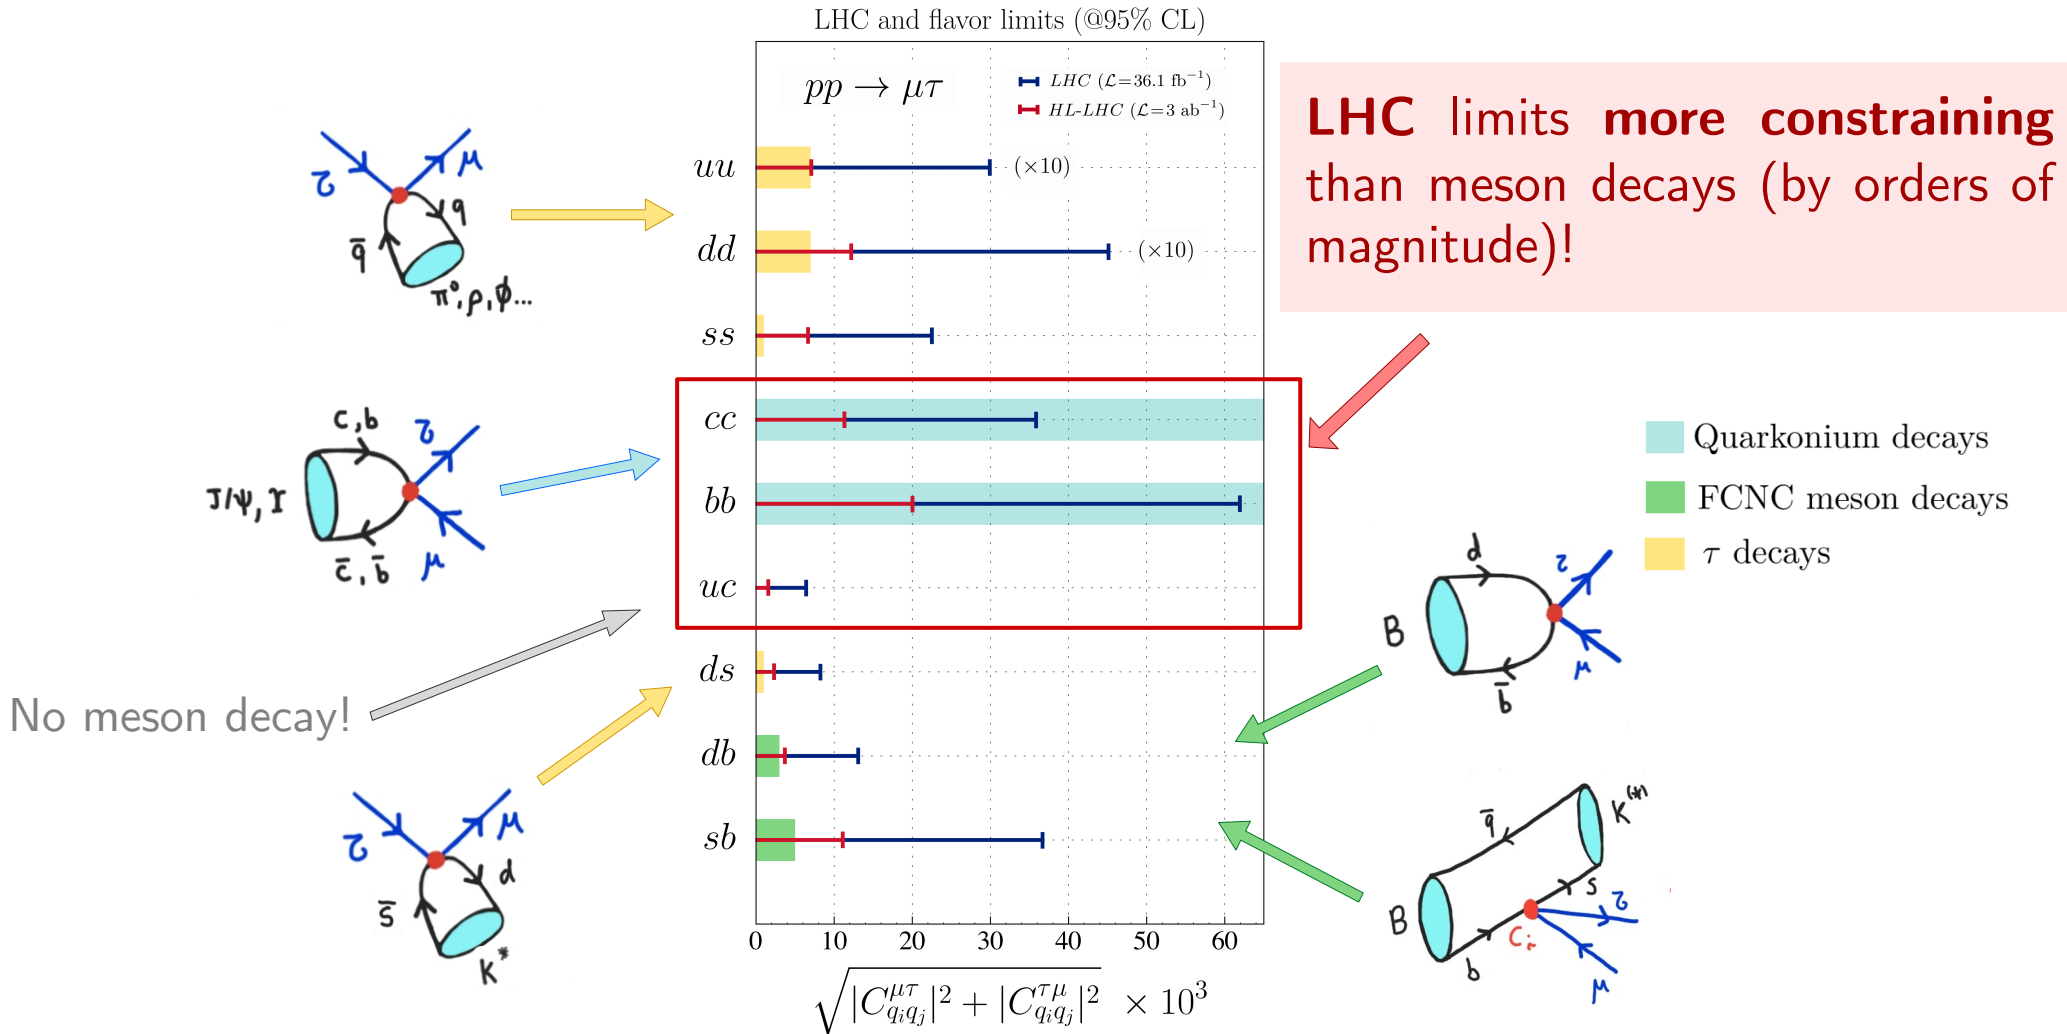 LHC and flavor limits (@95% CL)
pp → μτ
LHC (ℒ=36.1 fb⁻¹)
HL-LHC (ℒ=3 ab⁻¹)
LHC limits more constraining
than meson decays (by orders of
magnitude)!
τ
μ
q
q̄
π⁰, ρ, φ...
uu
(×10)
dd
(×10)
ss
cc
bb
uc
ds
db
sb
c, b
τ
J/ψ, Υ
c̄, b̄
μ
Quarkonium decays
FCNC meson decays
τ decays
No meson decay!
d
τ
B
b̄
μ
τ
μ
d
s̄
K*
q̄
K⁽*⁾
s
τ
B
C_i
b
μ
0 10 20 30 40 50 60
√|C^{μτ}_{q_i q_j}|² + |C^{τμ}_{q_i q_j}|² × 10³